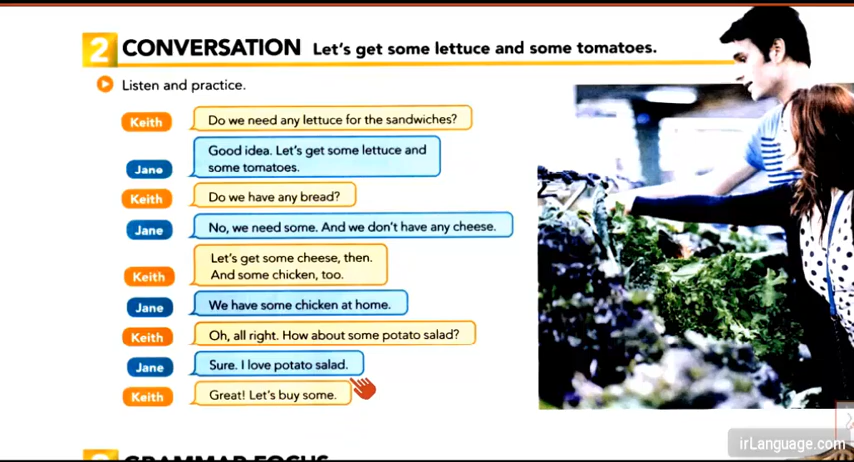 2 CONVERSATION Let's get some lettuce and some tomatoes.
Listen and practice.
Keith Do we need any lettuce for the sandwiches?
Jane Good idea. Let's get some lettuce and
some tomatoes.
Keith Do we have any bread?
Jane No, we need some. And we don't have any cheese.
Keith Let's get some cheese, then.
And some chicken, too.
Jane We have some chicken at home.
Keith Oh, all right. How about some potato salad?
Jane Sure. I love potato salad.
Keith Great! Let's buy some.
irLanguage.com
GRAMMAR FOCUS